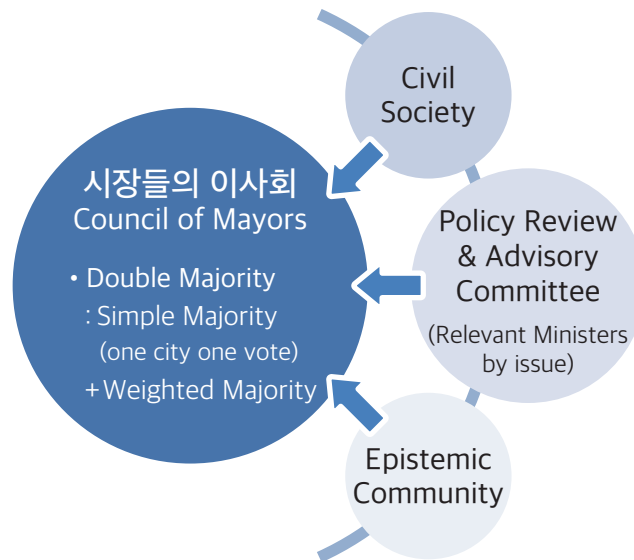 Civil
Society
시장들의 이사회
Council of Mayors
• Double Majority
: Simple Majority
(one city one vote)
+Weighted Majority
Policy Review
& Advisory
Committee
(Relevant Ministers
by issue)
Epistemic
Community